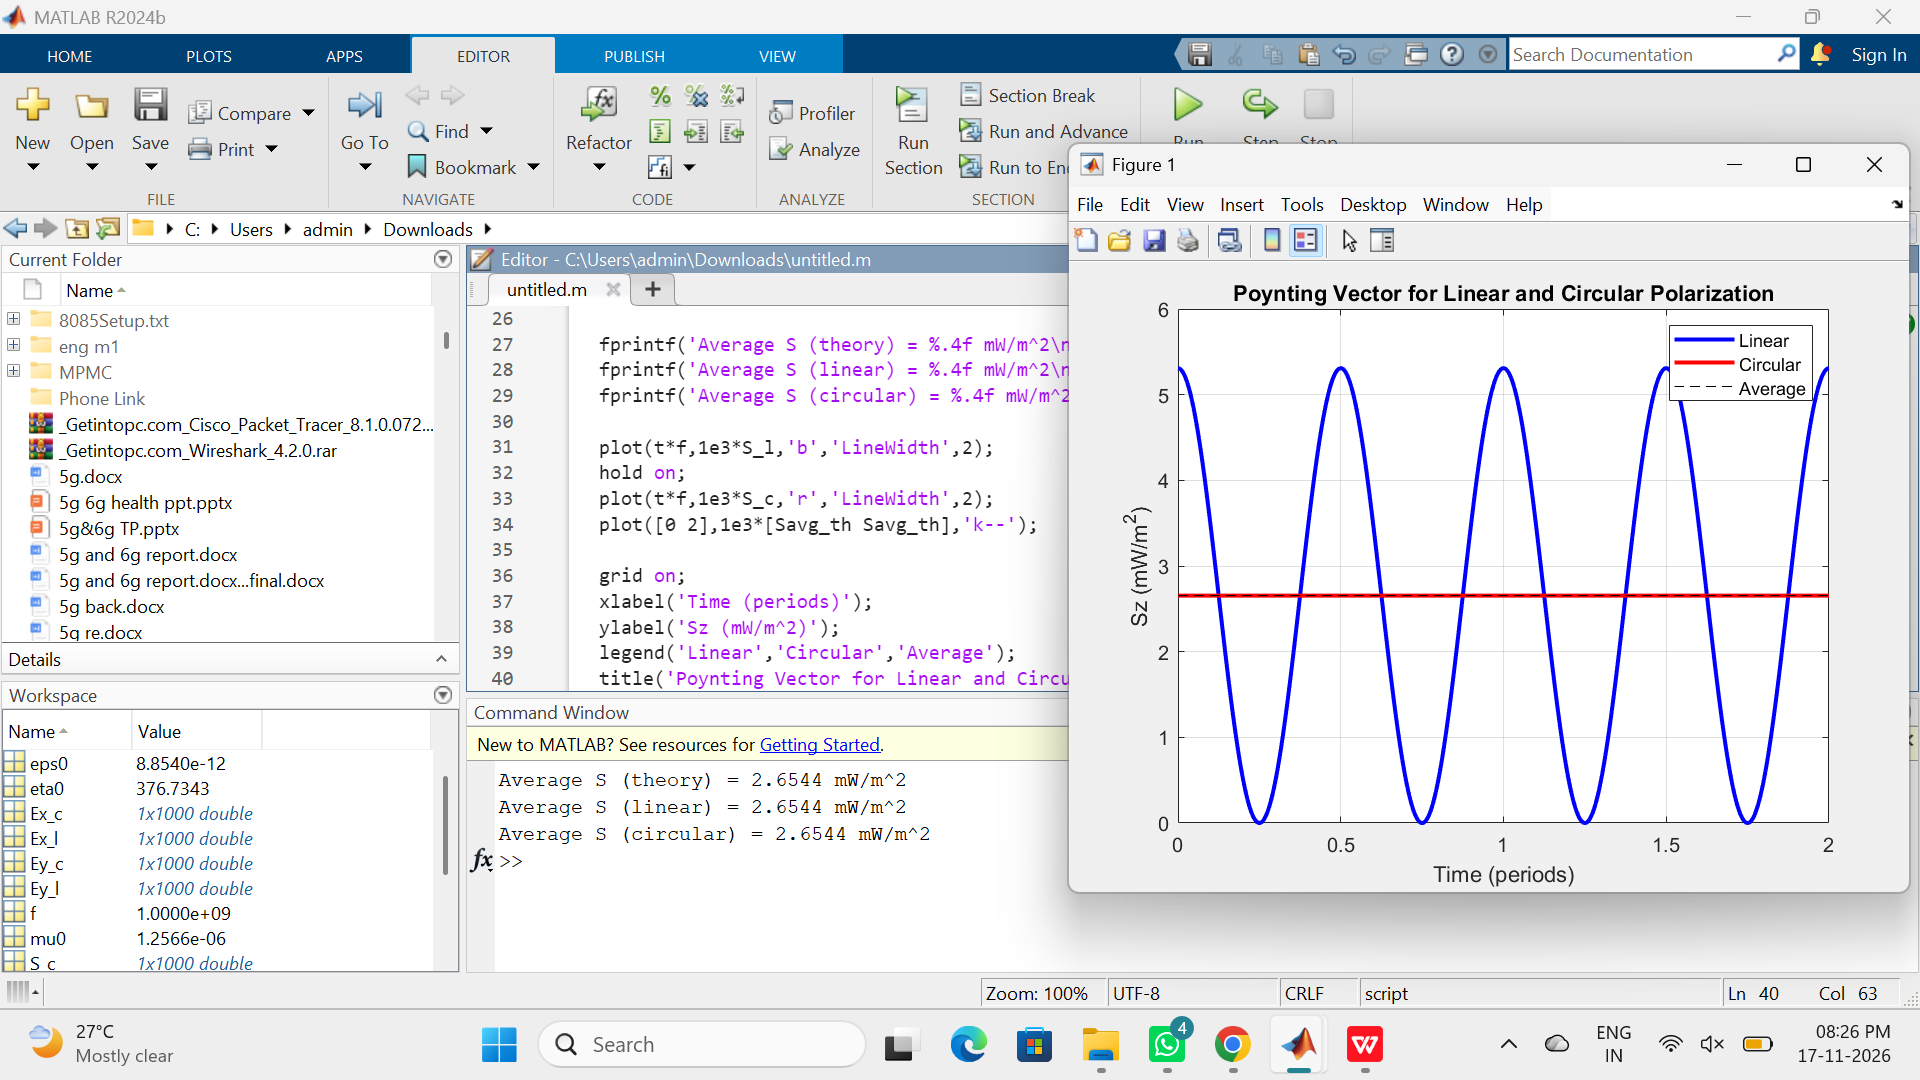 MATLAB R2024b
HOME PLOTS APPS EDITOR PUBLISH VIEW
Search Documentation Sign In
New Open Save Compare Print
Go To Find Bookmark
Refactor
Profiler Analyze
Run Section Section Break Run and Advance Run to En
Run Step Stop
FILE NAVIGATE CODE ANALYZE SECTION
C: Users admin Downloads
Current Folder
Name
8085Setup.txt
eng m1
MPMC
Phone Link
_Getintopc.com_Cisco_Packet_Tracer_8.1.0.072...
_Getintopc.com_Wireshark_4.2.0.rar
5g.docx
5g 6g health ppt.pptx
5g&6g TP.pptx
5g and 6g report.docx
5g and 6g report.docx...final.docx
5g back.docx
5g re.docx
Details
Workspace
Name Value
eps0 8.8540e-12
eta0 376.7343
Ex_c 1x1000 double
Ex_l 1x1000 double
Ey_c 1x1000 double
Ey_l 1x1000 double
f 1.0000e+09
mu0 1.2566e-06
S_c 1x1000 double
Editor - C:\Users\admin\Downloads\untitled.m
untitled.m
26
27 fprintf('Average S (theory) = %.4f mW/m^2\n
28 fprintf('Average S (linear) = %.4f mW/m^2\n
29 fprintf('Average S (circular) = %.4f mW/m^2
30
31 plot(t*f,1e3*S_l,'b','LineWidth',2);
32 hold on;
33 plot(t*f,1e3*S_c,'r','LineWidth',2);
34 plot([0 2],1e3*[Savg_th Savg_th],'k--');
35
36 grid on;
37 xlabel('Time (periods)');
38 ylabel('Sz (mW/m^2)');
39 legend('Linear','Circular','Average');
40 title('Poynting Vector for Linear and Circu
Command Window
New to MATLAB? See resources for Getting Started.
Average S (theory) = 2.6544 mW/m^2
Average S (linear) = 2.6544 mW/m^2
Average S (circular) = 2.6544 mW/m^2
fx >>
Figure 1
File Edit View Insert Tools Desktop Window Help
Poynting Vector for Linear and Circular Polarization
Linear
Circular
Average
6
5
4
3
2
1
0
Sz (mW/m²)
0 0.5 1 1.5 2
Time (periods)
Zoom: 100% UTF-8 CRLF script Ln 40 Col 63
27°C
Mostly clear
Search
4
ENG
IN
08:26 PM
17-11-2026